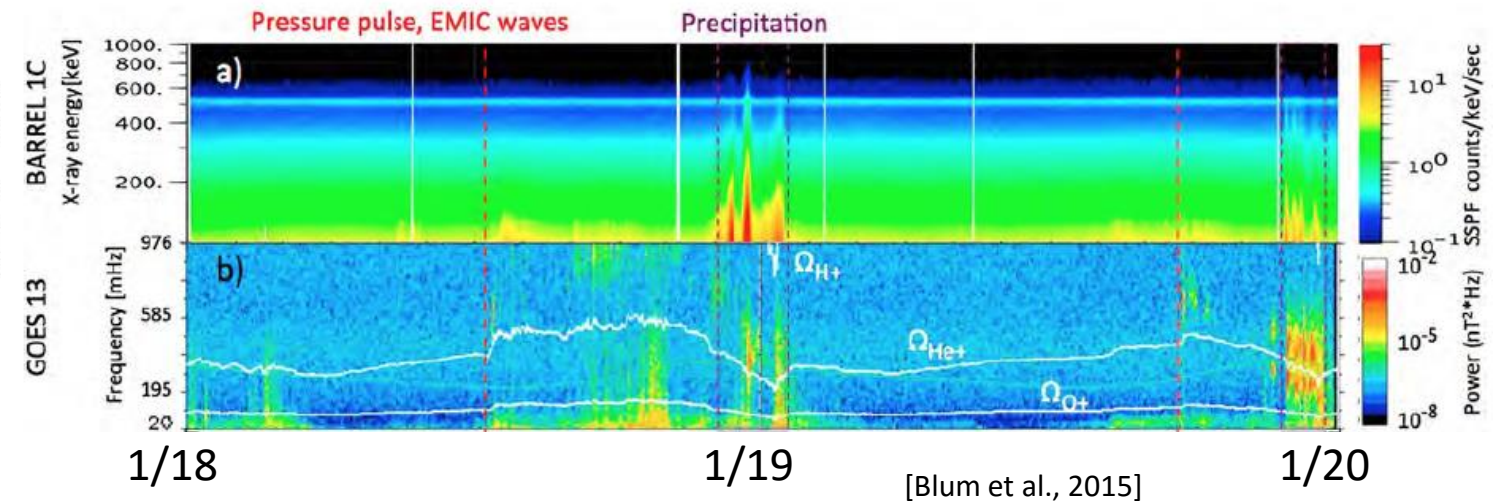 Pressure pulse, EMIC waves
Precipitation
BARREL 1C
X-ray energy[keV]
1000.
800.
600.
400.
200.
a)
10¹
10⁰
10⁻¹
SSPF counts/keV/sec
GOES 13
Frequency [mHz]
976
585
195
20
b)
Ω_H+
Ω_He+
Ω_O+
10⁻²
10⁻⁵
10⁻⁸
Power (nT²*Hz)
1/18
1/19
1/20
[Blum et al., 2015]